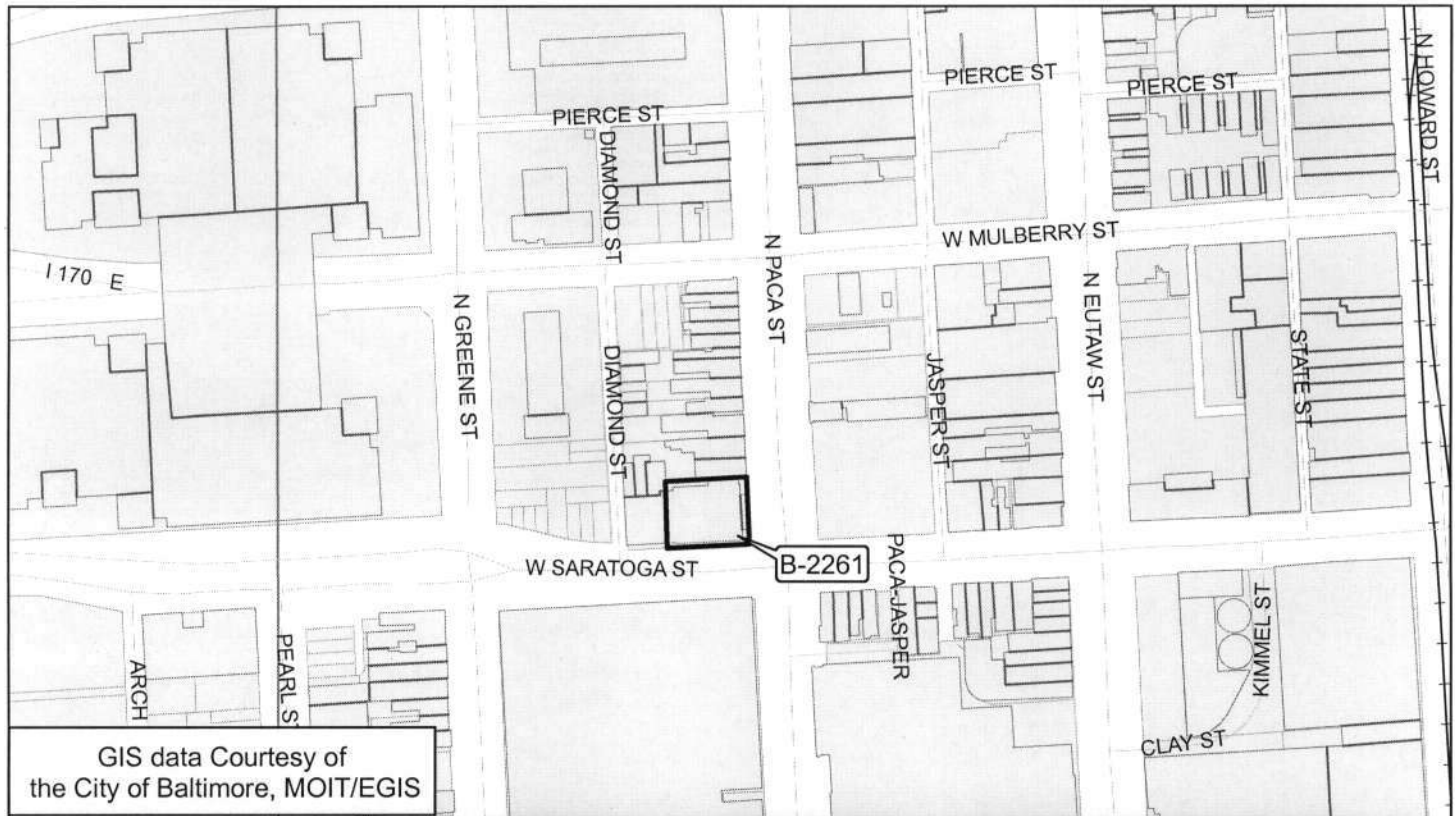 PIERCE ST
PIERCE ST
PIERCE ST
N HOWARD ST
DIAMOND ST
W MULBERRY ST
N PACA ST
I 170 E
N GREENE ST
N EUTAW ST
DIAMOND ST
JASPER ST
STATE ST
B-2261
W SARATOGA ST
PACA-JASPER
KIMMEL ST
ARCH
PEARL S
CLAY ST
GIS data Courtesy of
the City of Baltimore, MOIT/EGIS